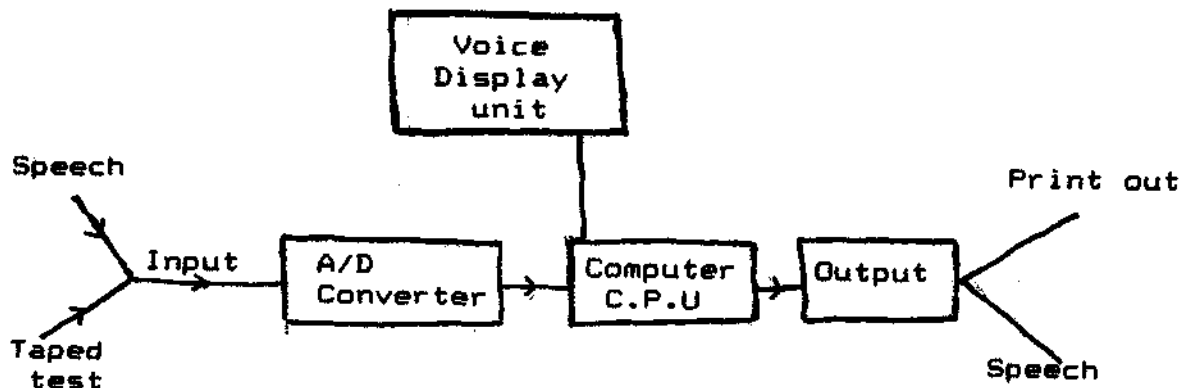 Voice
Display
unit
Speech
Print out
Input
A/D
Converter
Computer
C.P.U
Output
Taped
test
Speech